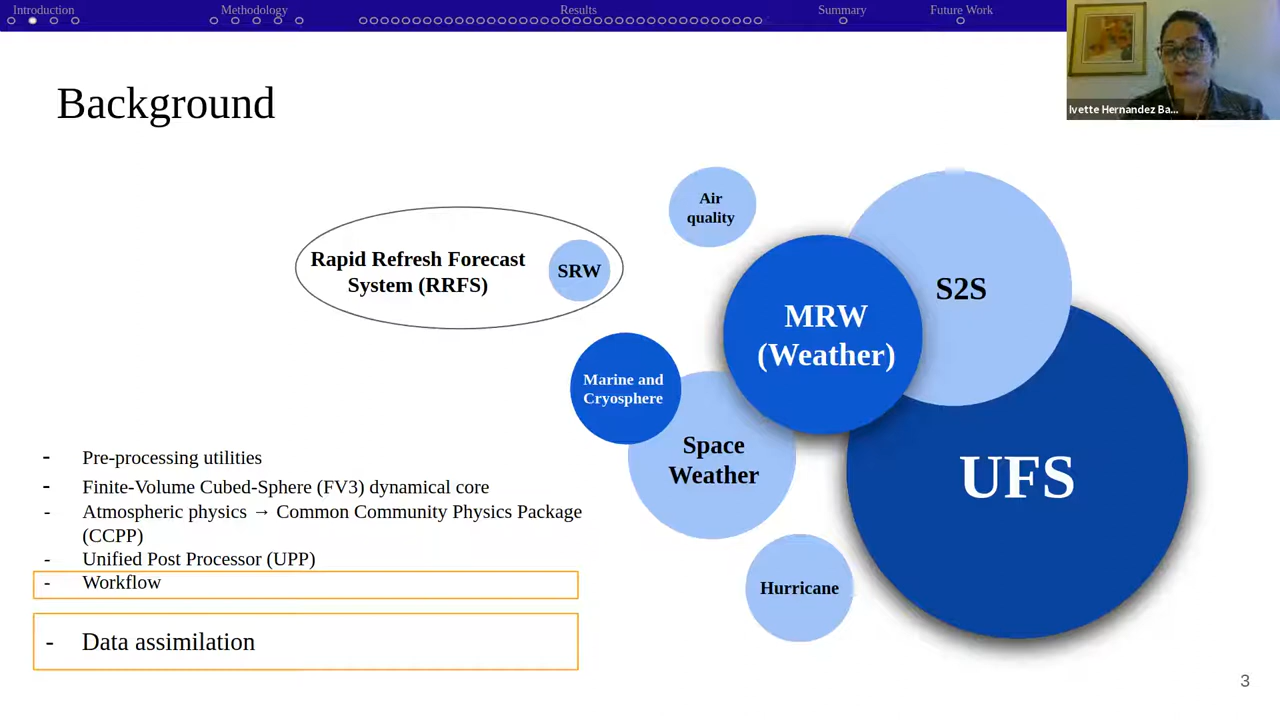 Introduction
Methodology
Results
Summary
Future Work
Ivette Hernandez Ba...
Background
Air
quality
Rapid Refresh Forecast
System (RRFS)
SRW
S2S
MRW
(Weather)
Marine and
Cryosphere
Space
Weather
UFS
Hurricane
- Pre-processing utilities
- Finite-Volume Cubed-Sphere (FV3) dynamical core
- Atmospheric physics → Common Community Physics Package
(CCPP)
- Unified Post Processor (UPP)
- Workflow
- Data assimilation
3